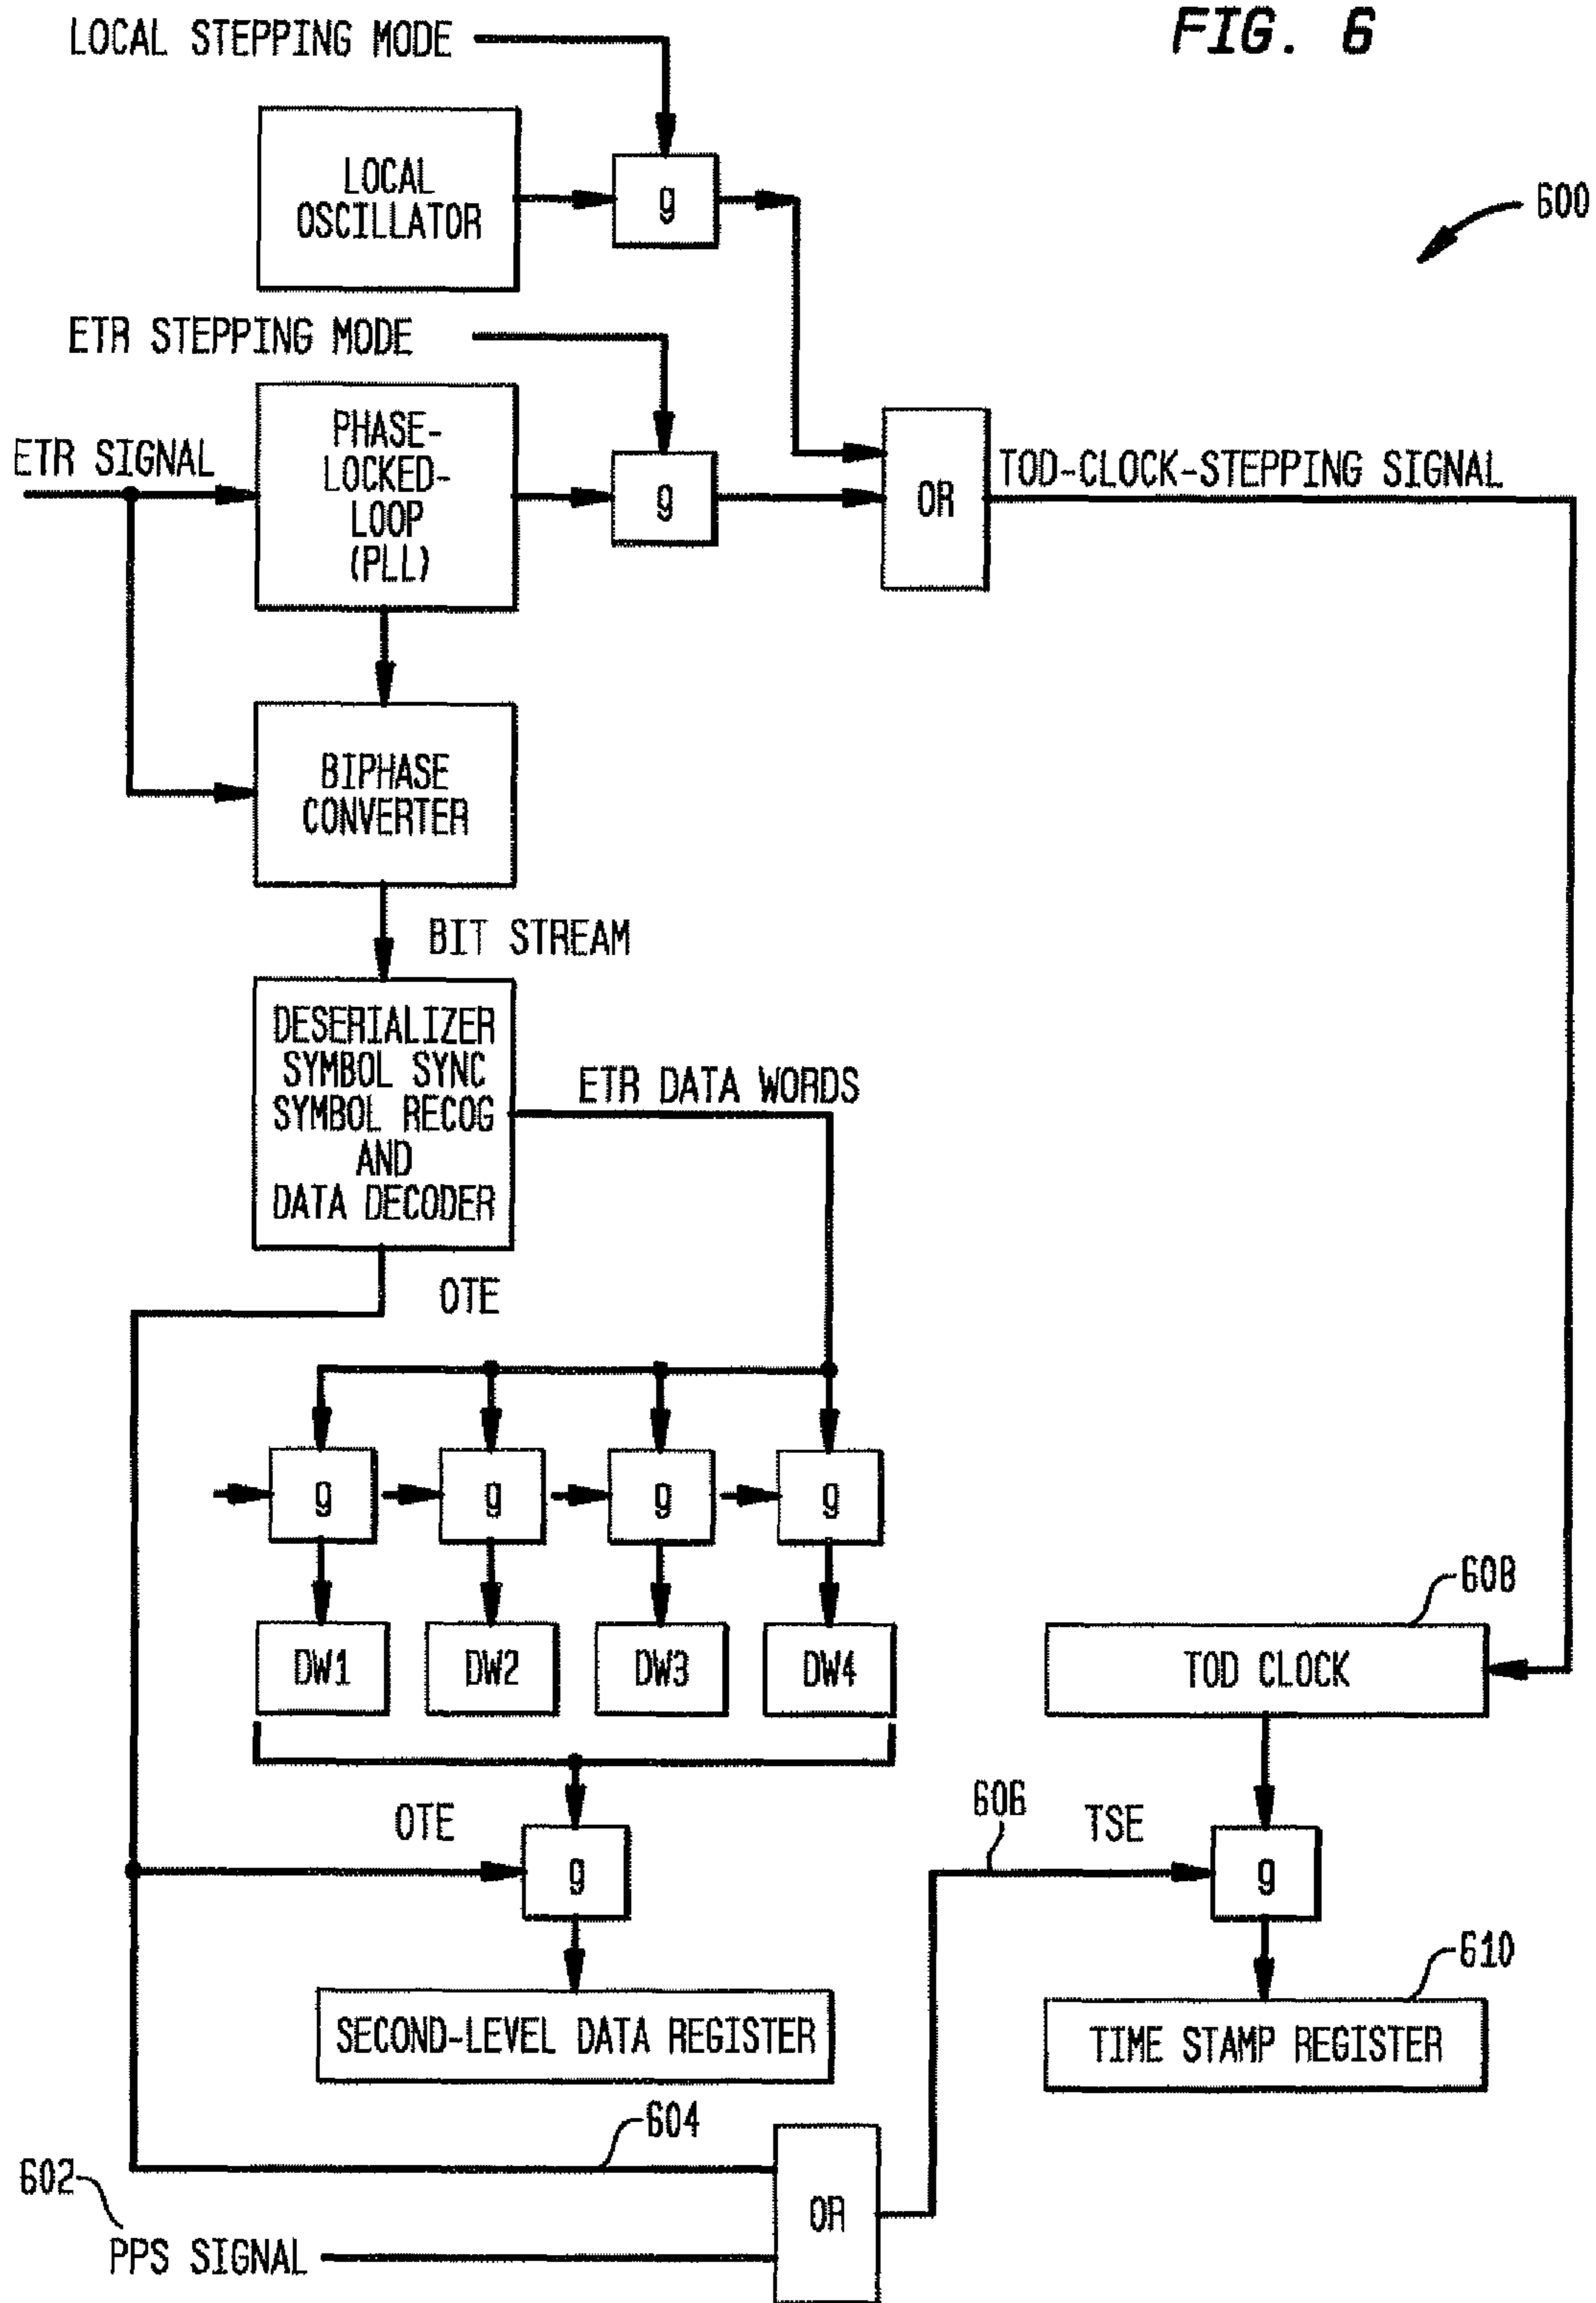 FIG. 6
LOCAL STEPPING MODE
LOCAL
OSCILLATOR
g
600
ETR STEPPING MODE
ETR SIGNAL
PHASE-
LOCKED-
LOOP
(PLL)
g
OR
TOD-CLOCK-STEPPING SIGNAL
BIPHASE
CONVERTER
BIT STREAM
DESERIALIZER
SYMBOL SYNC
SYMBOL RECOG
AND
DATA DECODER
ETR DATA WORDS
OTE
g
g
g
g
DW1
DW2
DW3
DW4
608
TOD CLOCK
OTE
g
606
TSE
g
SECOND-LEVEL DATA REGISTER
610
TIME STAMP REGISTER
604
602
PPS SIGNAL
OR